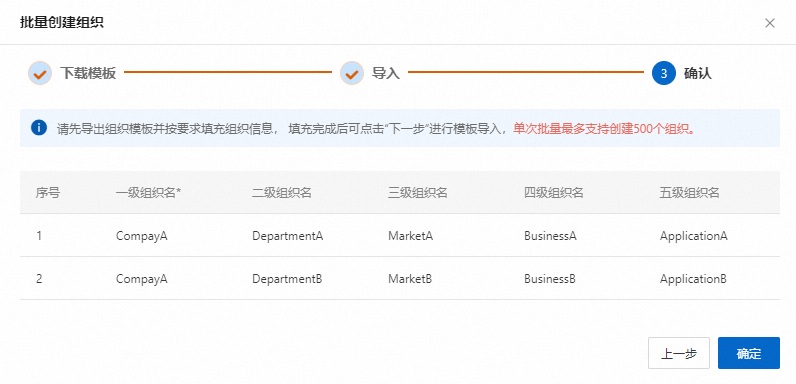 批量创建组织
下载模板
导入
3 确认
请先导出组织模板并按要求填充组织信息， 填充完成后可点击“下一步”进行模板导入，单次批量最多支持创建500个组织。
序号 一级组织名* 二级组织名 三级组织名 四级组织名 五级组织名
1 CompayA DepartmentA MarketA BusinessA ApplicationA
2 CompayA DepartmentB MarketB BusinessB ApplicationB
上一步 确定